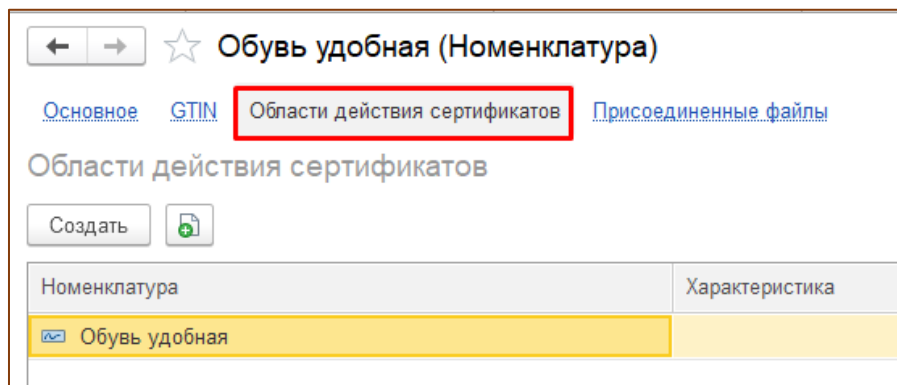 Обувь удобная (Номенклатура)
Основное GTIN Области действия сертификатов Присоединенные файлы
Области действия сертификатов
Создать
Номенклатура Характеристика
Обувь удобная